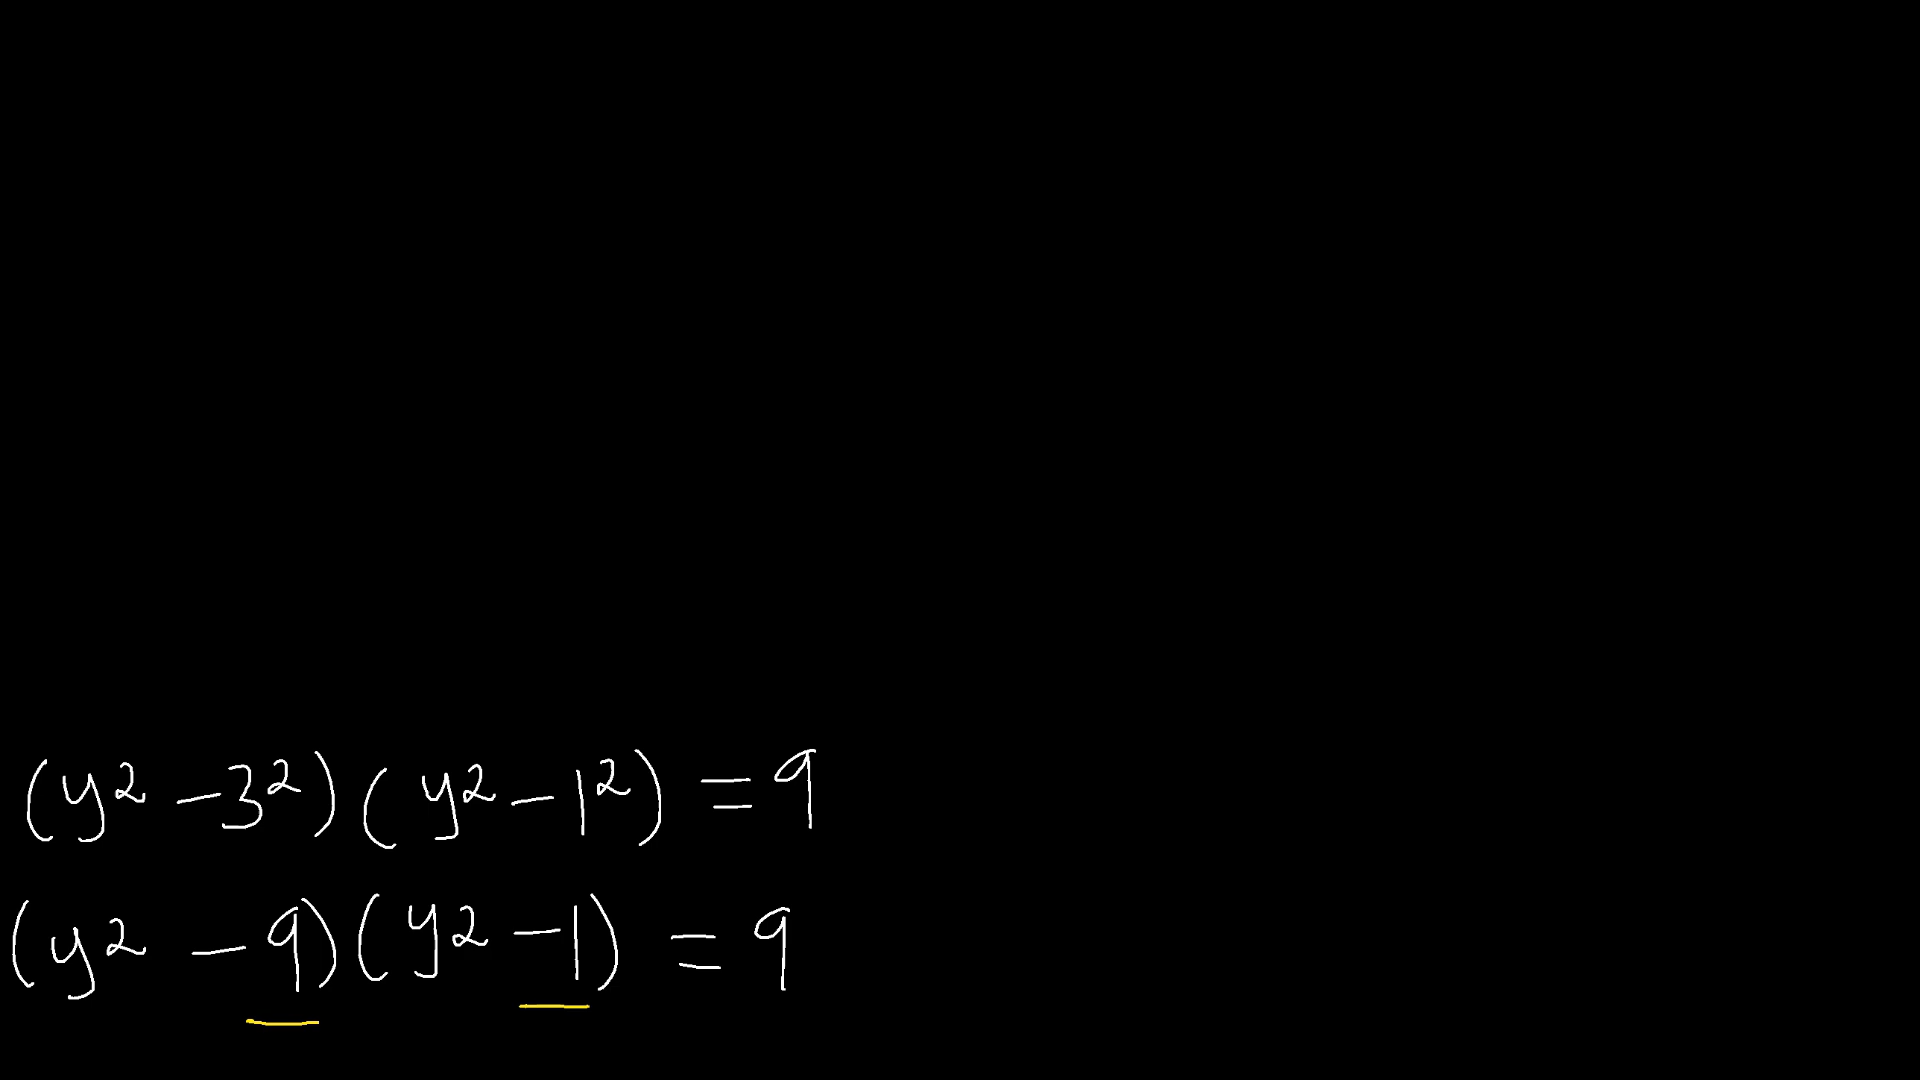 (y² - 3²)(y² - 1²) = 9
(y² - 9)(y² - 1) = 9